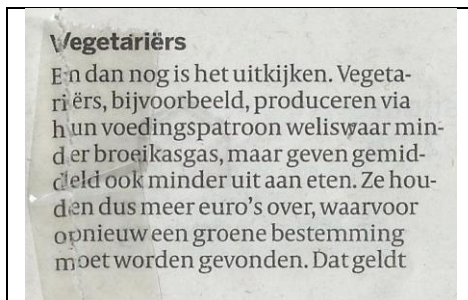 Vegetariërs
En dan nog is het uitkijken. Vegeta-
riërs, bijvoorbeeld, produceren via
hun voedingspatroon weliswaar min-
der broeikasgas, maar geven gemid-
deld ook minder uit aan eten. Ze hou-
den dus meer euro's over, waarvoor
opnieuw een groene bestemming
moet worden gevonden. Dat geldt